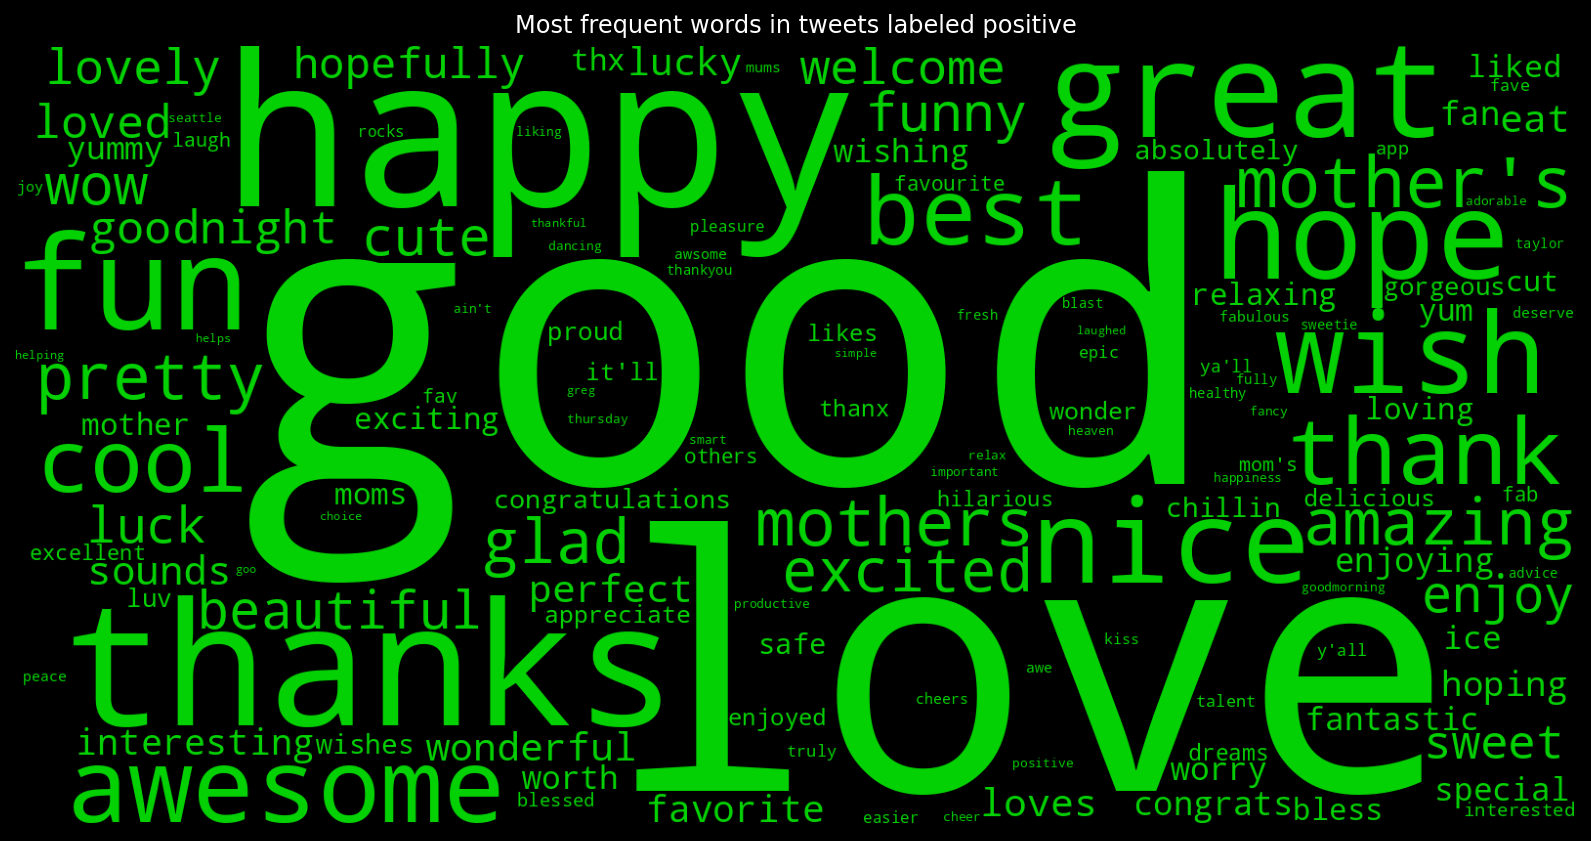 Most frequent words in tweets labeled positive
lovely
happy
hopefully
thx
lucky
mums
welcome
great
liked
fave
loved
seattle
laugh
yummy
rocks
liking
funny
wishing
fan
eat
absolutely
app
joy
wow
goodnight
cute
thankful
dancing
pleasure
awsome
thankyou
best
favourite
hope
mother's
adorable
taylor
fun
good
ain't
helps
helping
pretty
proud
it'll
greg
thursday
likes
simple
thanx
fresh
blast
laughed
epic
wonder
heaven
relaxing
gorgeous
cut
fabulous
sweetie
yum
deserve
wish
ya'll
fully
healthy
fancy
loving
mother
fav
exciting
cool
smart
others
relax
important
mom's
happiness
thank
moms
choice
congratulations
hilarious
chillin
delicious
fab
luck
excellent
sounds
goo
glad
mothers
excited
nice
amazing
enjoying
advice
goodmorning
enjoy
luv
beautiful
perfect
appreciate
productive
love
thanks
safe
awe
kiss
y'all
ice
peace
cheers
talent
hoping
enjoyed
fantastic
interesting
wishes
wonderful
truly
positive
dreams
worry
sweet
awesome
worth
blessed
favorite
easier
cheer
loves
congrats
bless
special
interested